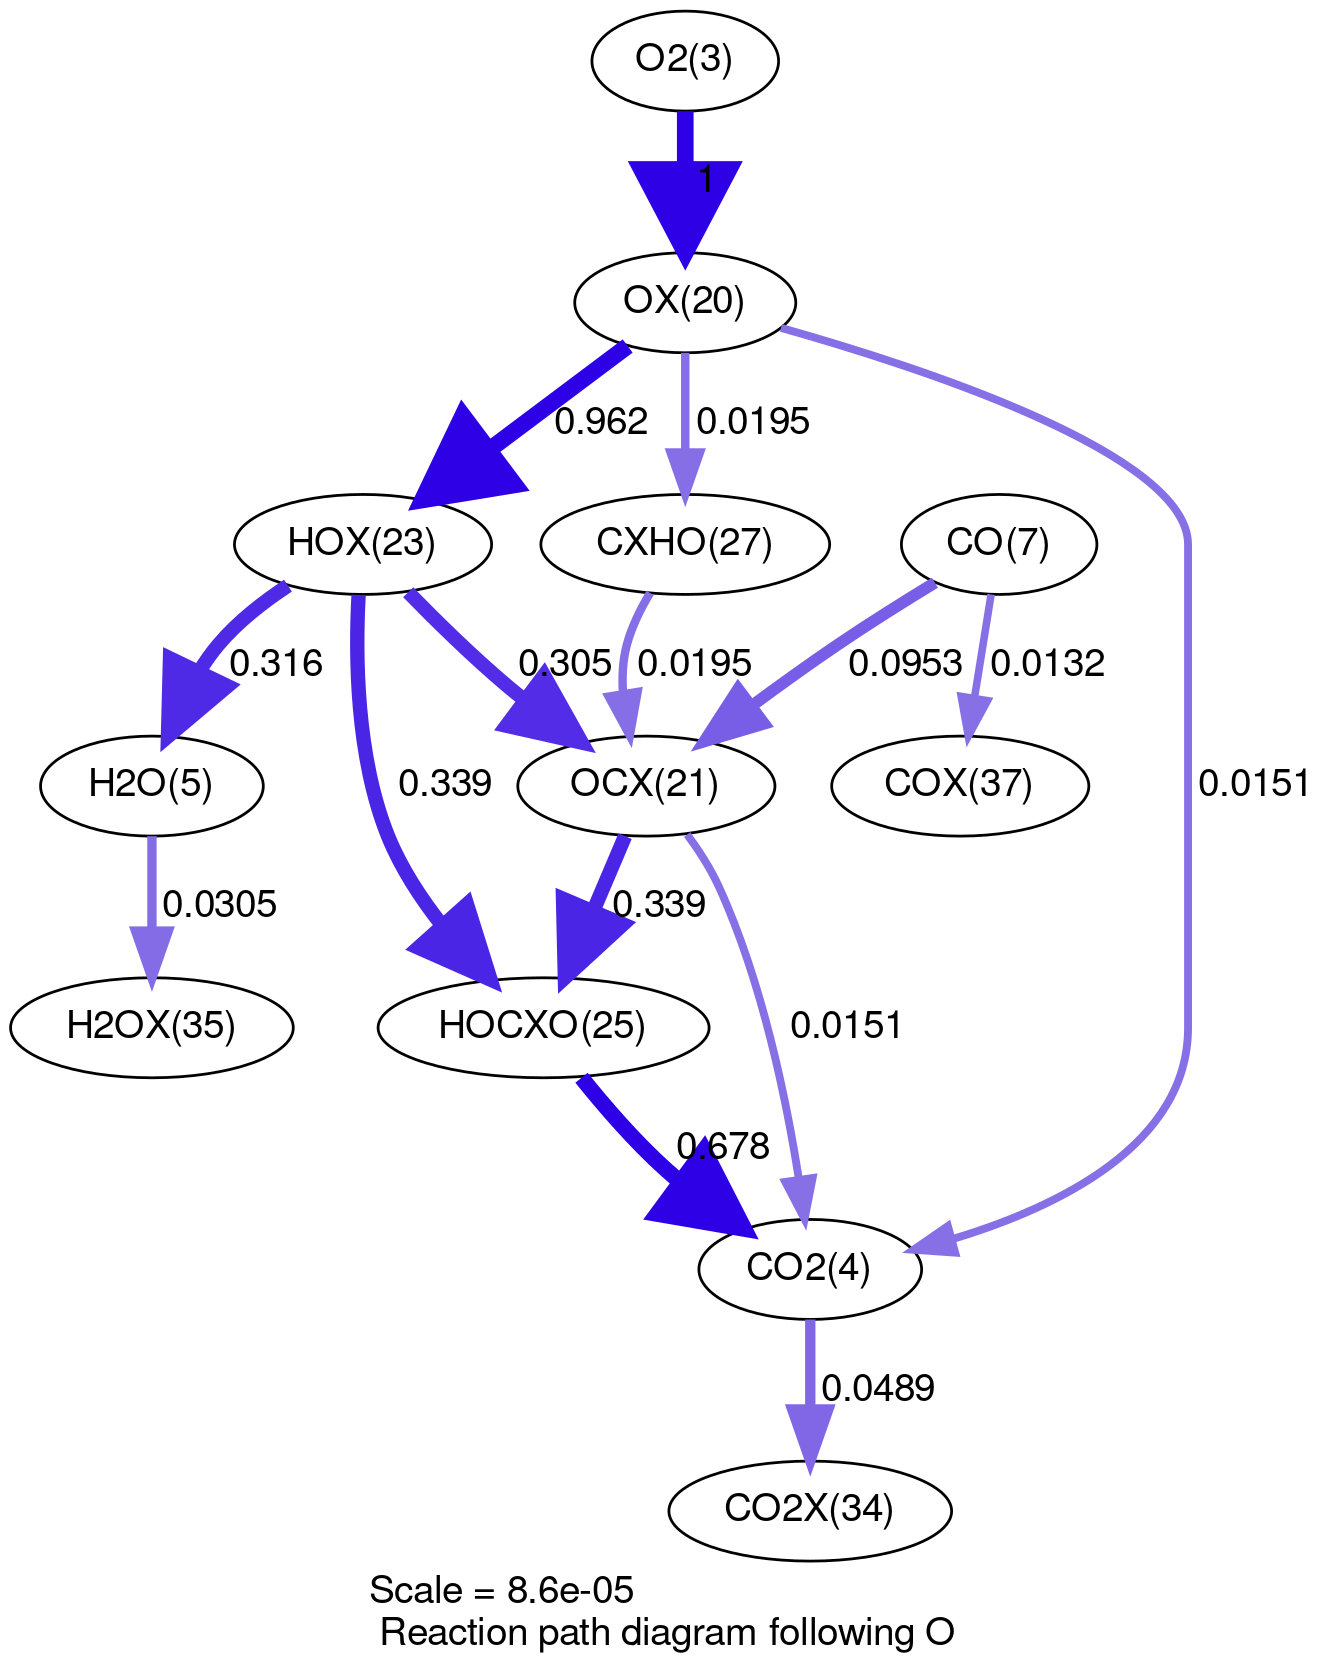 O2(3)
1
OX(20)
0.962
0.0195
HOX(23)
CXHO(27)
CO(7)
0.316
0.305
0.0195
0.0953
0.0132
H2O(5)
0.339
OCX(21)
COX(37)
0.0151
0.0305
0.339
H2OX(35)
HOCXO(25)
0.0151
0.678
CO2(4)
0.0489
CO2X(34)
Scale = 8.6e-05
Reaction path diagram following O